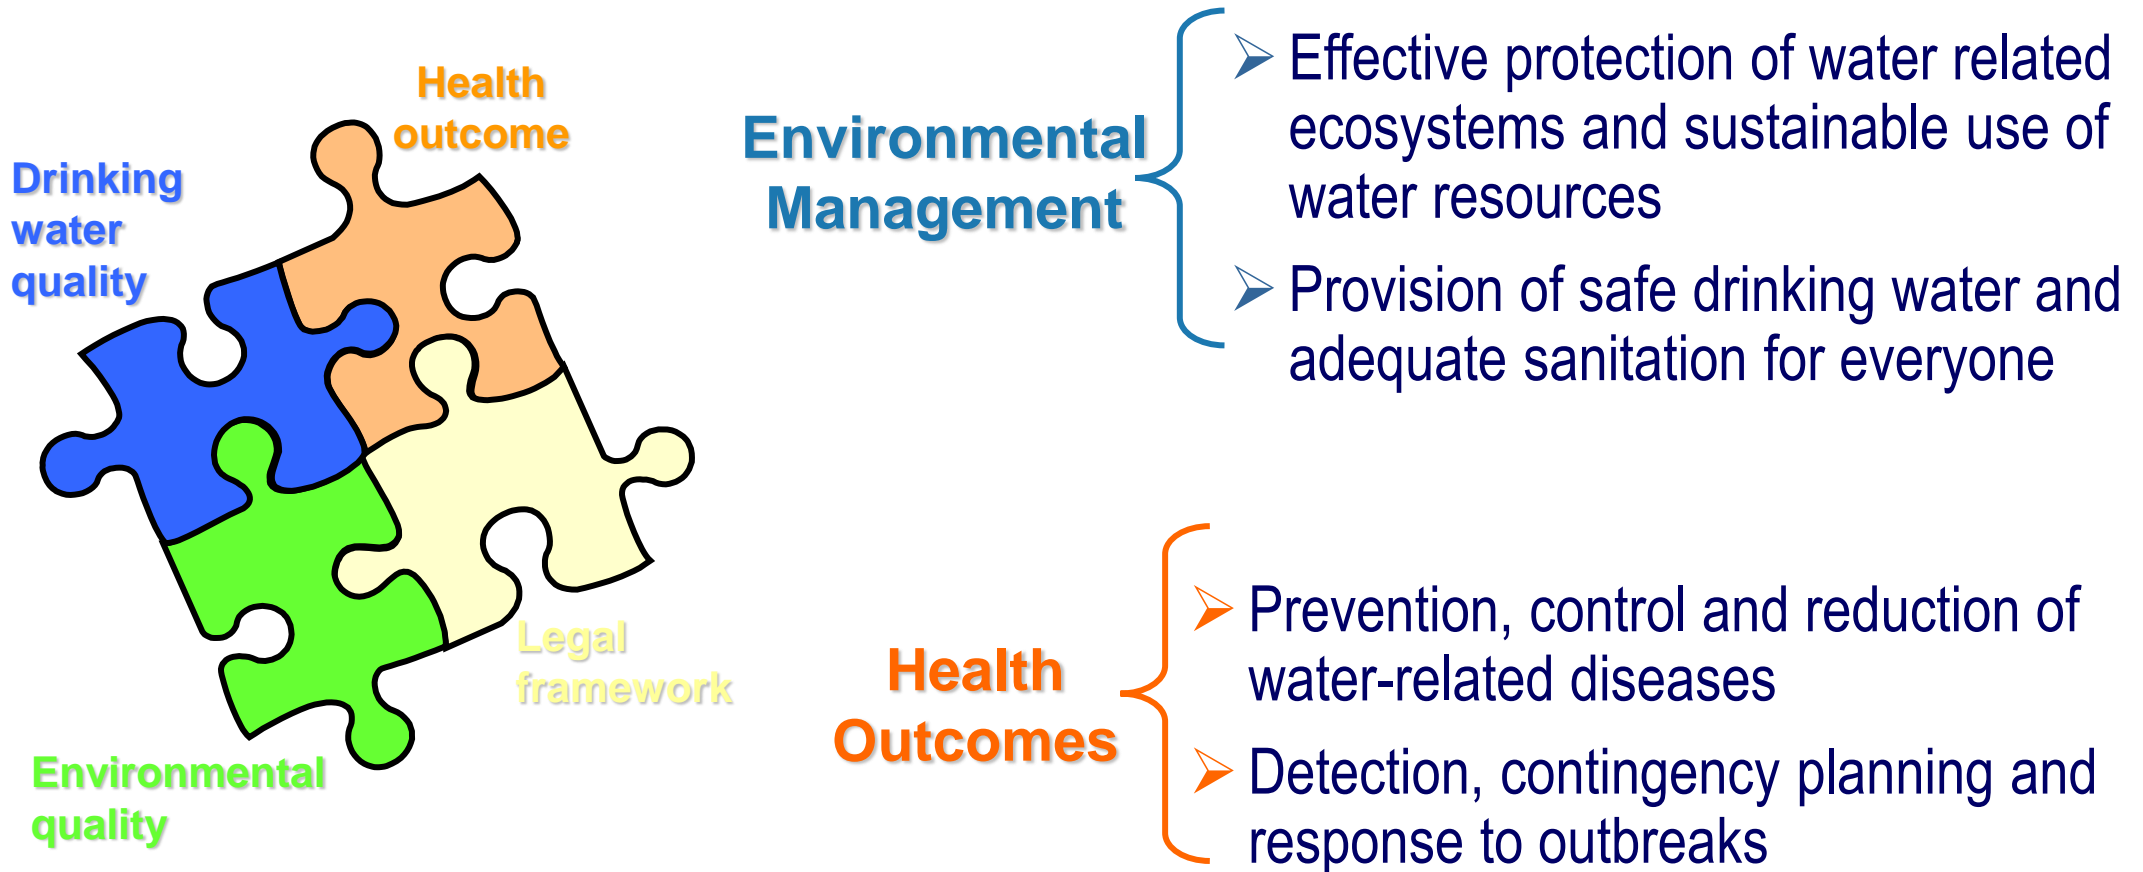 Health
outcome
Drinking
water
quality
Legal
framework
Environmental
quality
Environmental
Management
Effective protection of water related
ecosystems and sustainable use of
water resources
Provision of safe drinking water and
adequate sanitation for everyone
Health
Outcomes
Prevention, control and reduction of
water-related diseases
Detection, contingency planning and
response to outbreaks